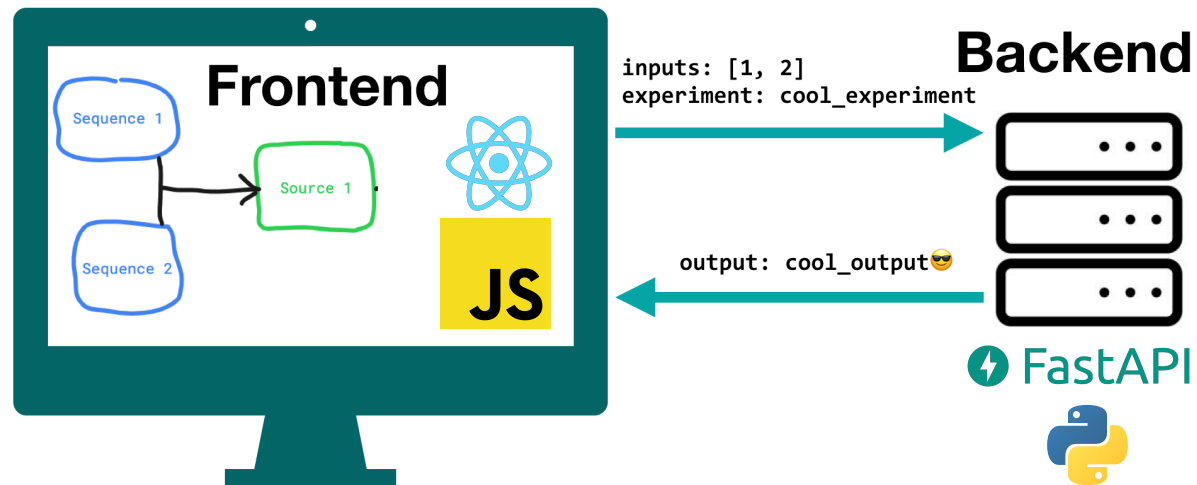 Frontend
Sequence 1
Source 1
Sequence 2
JS
inputs: [1, 2]
experiment: cool_experiment
output: cool_output😎
Backend
FastAPI